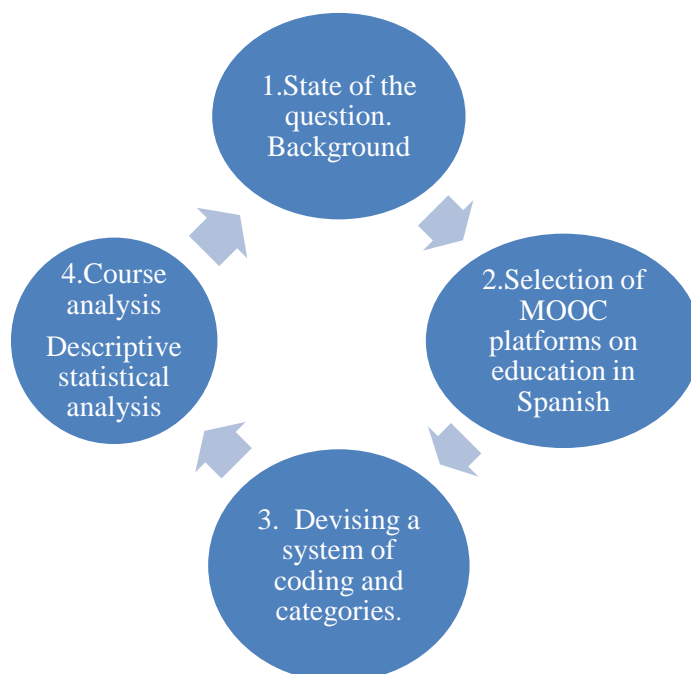 1.State of the
question.
Background
2.Selection of
MOOC
platforms on
education in
Spanish
3. Devising a
system of
coding and
categories.
4.Course
analysis
Descriptive
statistical
analysis